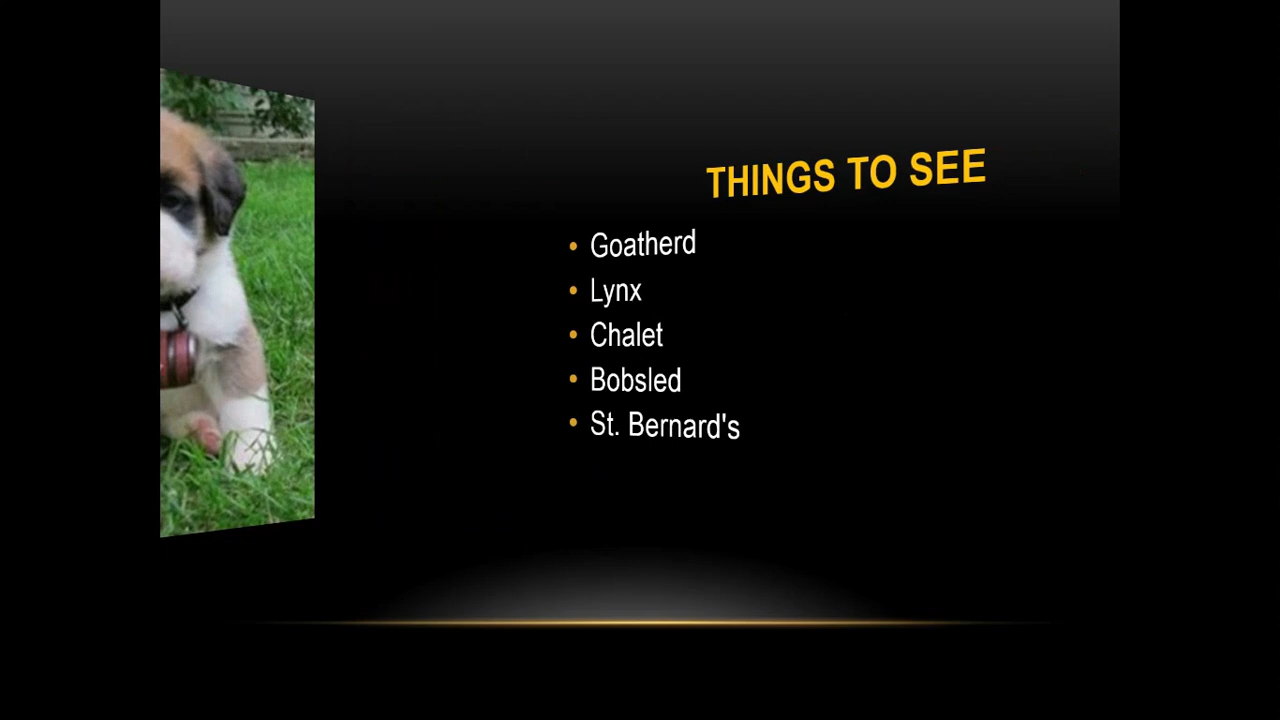 THINGS TO SEE
• Goatherd
• Lynx
• Chalet
• Bobsled
• St. Bernard's